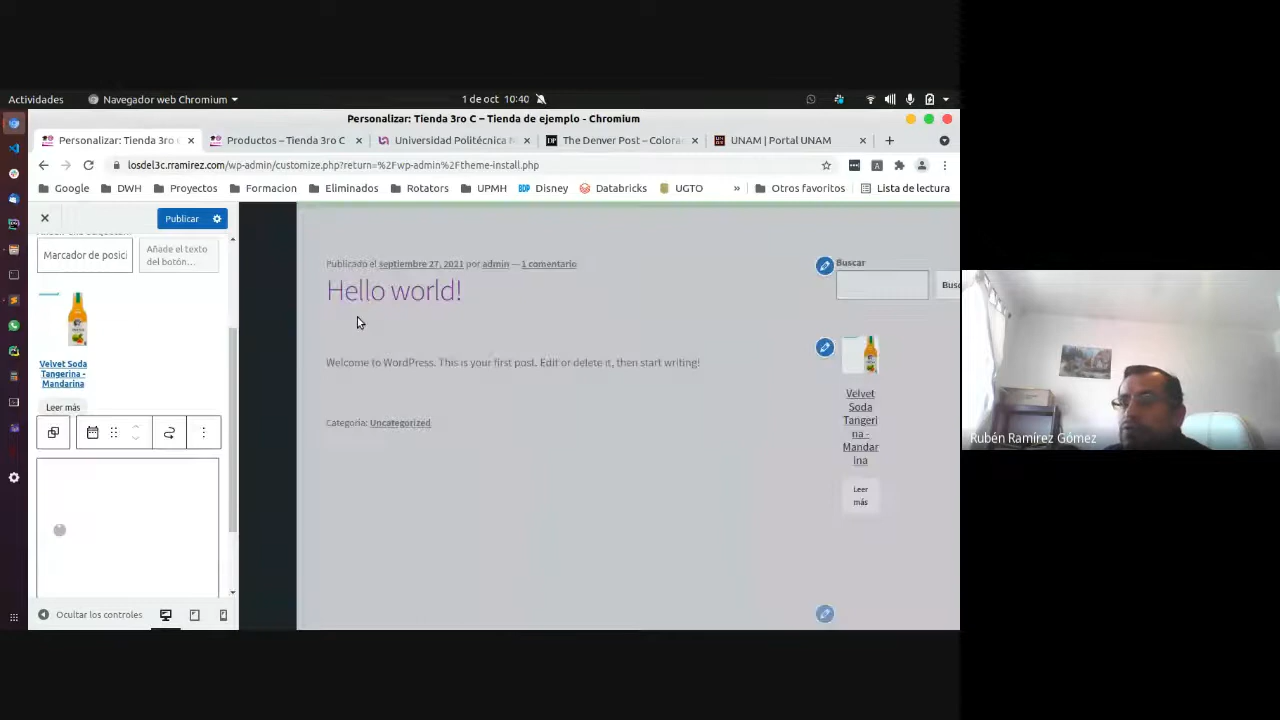 Actividades
Navegador web Chromium
1 de oct 10:40
Personalizar: Tienda 3ro C – Tienda de ejemplo - Chromium
Personalizar: Tienda 3ro
Productos – Tienda 3ro C
Universidad Politécnica
The Denver Post – Colora
UNAM | Portal UNAM
losdel3c.ramirez.com/wp-admin/customize.php?return=%2Fwp-admin%2Ftheme-install.php
Google
DWH
Proyectos
Formacion
Eliminados
Rotators
UPMH
BDP Disney
Databricks
UGTO
»
Otros favoritos
Lista de lectura
Publicar
Marcador de posici
Añade el texto
del botón...
Velvet Soda
Tangerina -
Mandarina
Leer más
Ocultar los controles
Publicado el septiembre 27, 2021 por admin — 1 comentario
Hello world!
Welcome to WordPress. This is your first post. Edit or delete it, then start writing!
Categoría: Uncategorized
Buscar
Busc
Velvet
Soda
Tangeri
na -
Mandar
ina
Leer
más
Rubén Ramírez Gómez